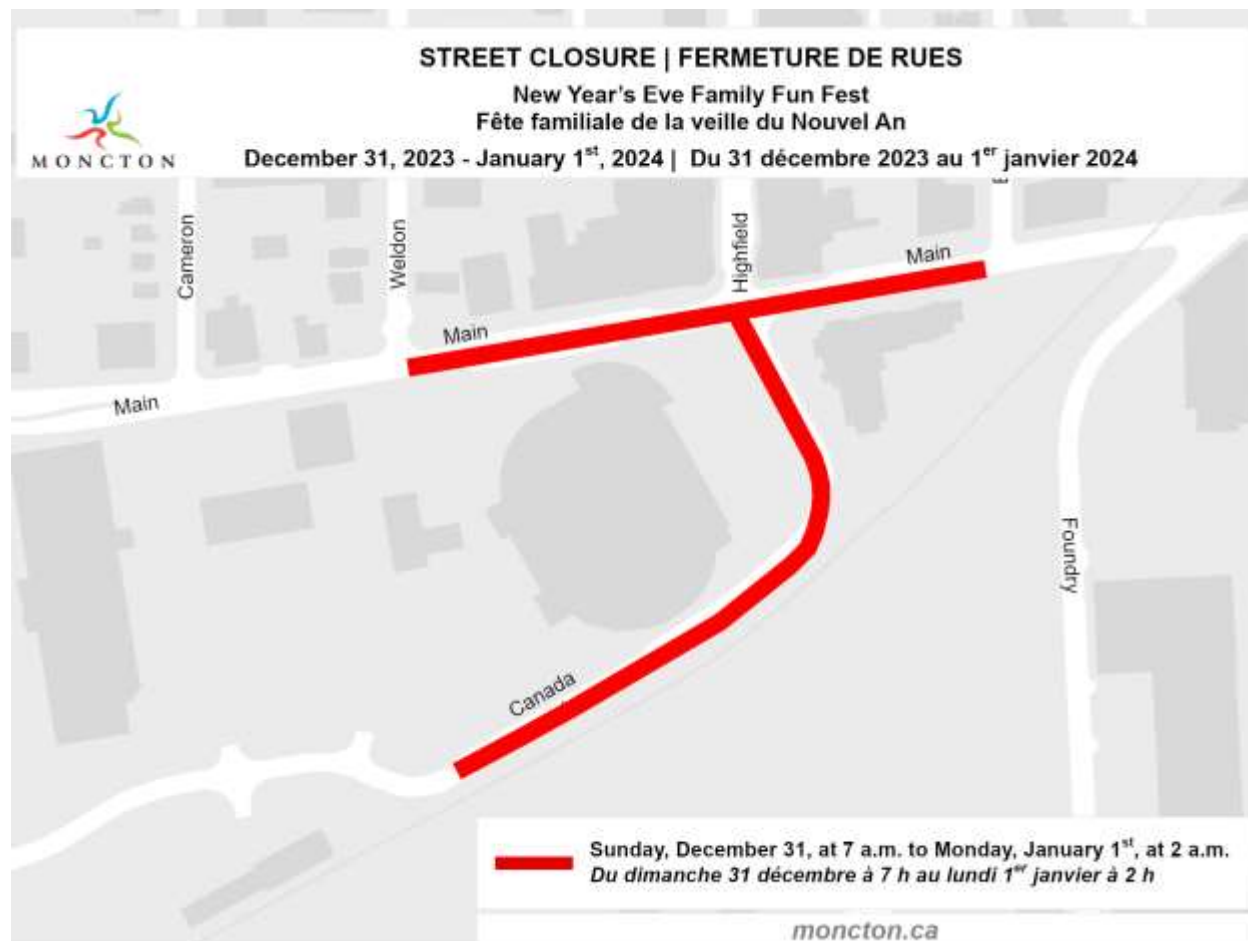 STREET CLOSURE | FERMETURE DE RUES
New Year's Eve Family Fun Fest
Fête familiale de la veille du Nouvel An
MONCTON
December 31, 2023 - January 1st, 2024 | Du 31 décembre 2023 au 1er janvier 2024
Cameron
Weldon
Highfield
Main
Main
Main
Foundry
Canada
Sunday, December 31, at 7 a.m. to Monday, January 1st, at 2 a.m.
Du dimanche 31 décembre à 7 h au lundi 1er janvier à 2 h
moncton.ca